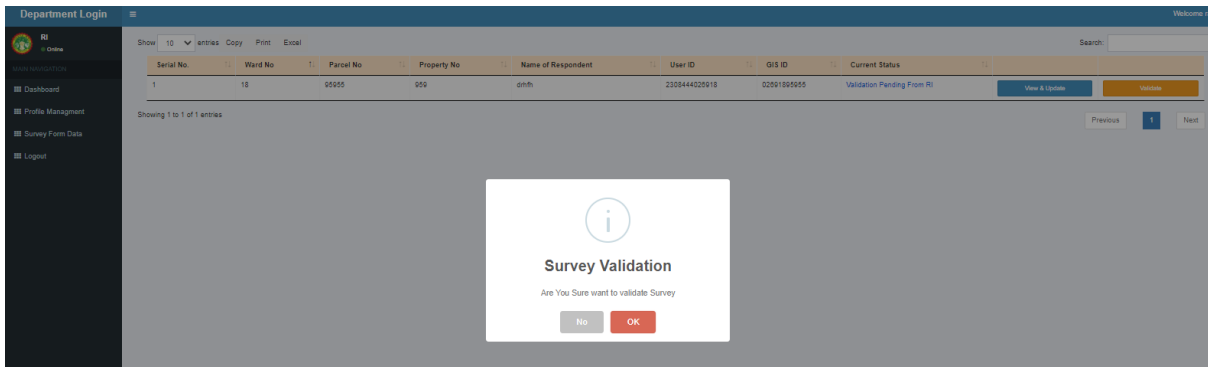 Department Login
Welcome
RI
Online
Show 10 entries Copy Print Excel
Search:
MAIN NAVIGATION
Serial No. Ward No Parcel No Property No Name of Respondent User ID GIS ID Current Status
1 18 95955 959 2308444026918 02691895955 Validation Pending From RI View & Update Validate
Dashboard
Profile Managment
Showing 1 to 1 of 1 entries
Previous 1 Next
Survey Form Data
Logout
i
Survey Validation
Are You Sure want to validate Survey
No OK